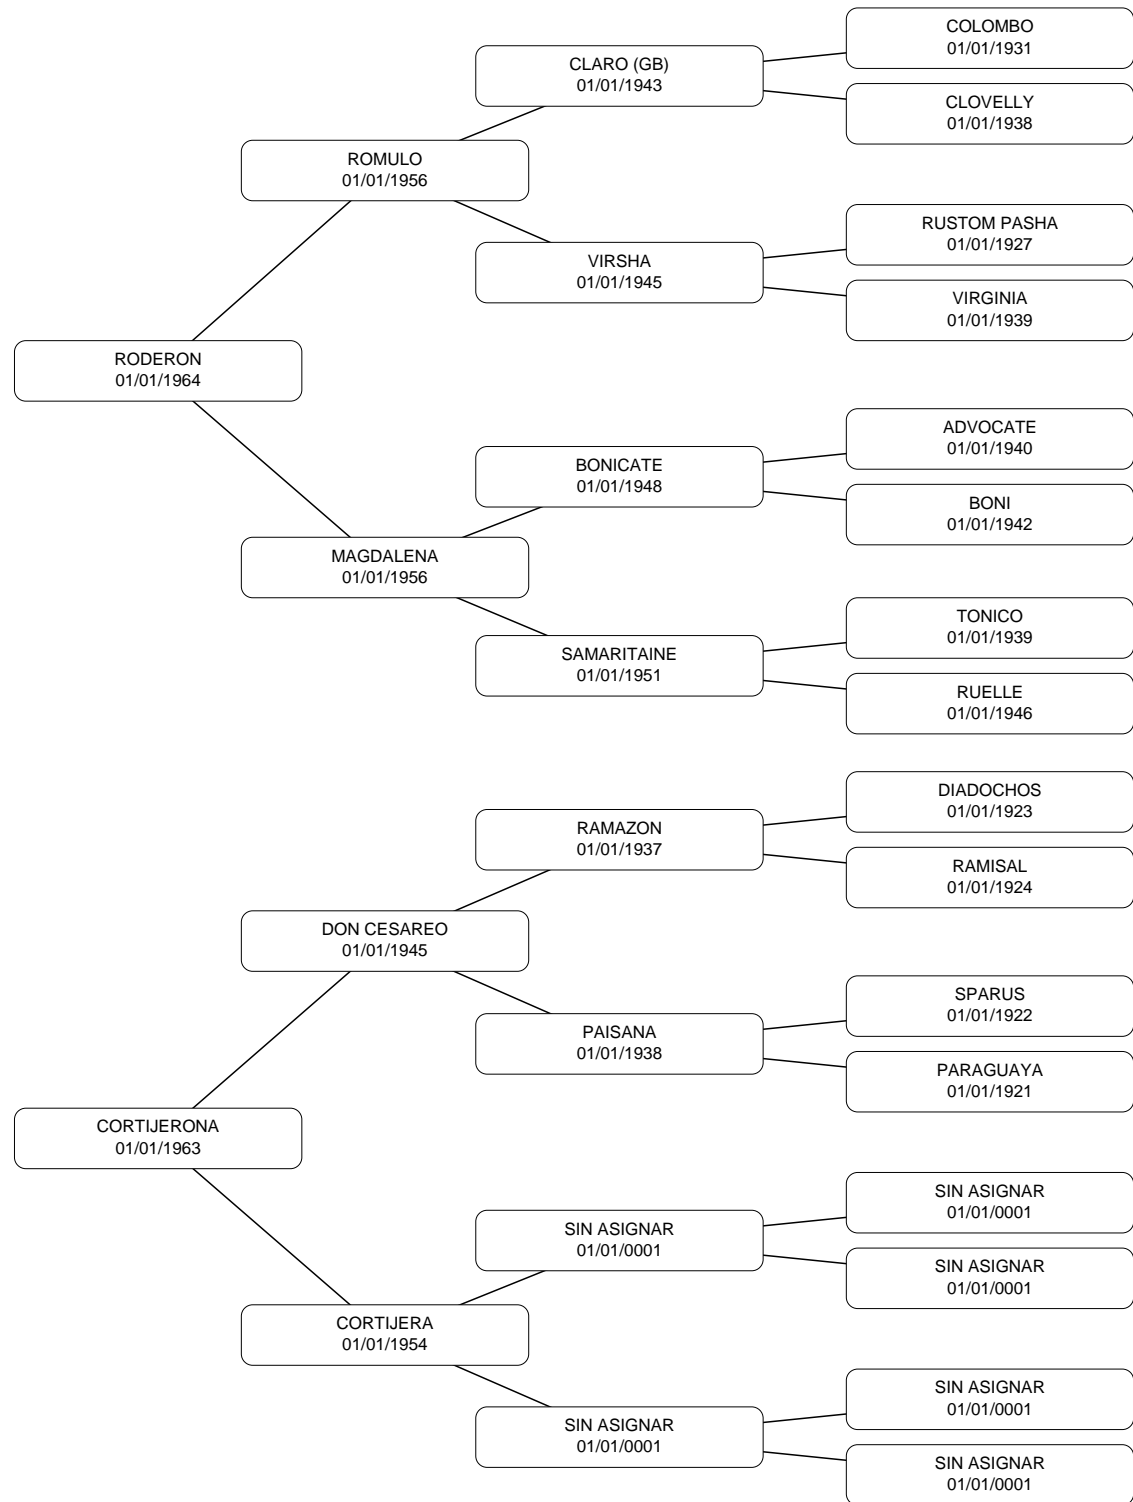 COLOMBO
01/01/1931
CLARO (GB)
01/01/1943
CLOVELLY
01/01/1938
ROMULO
01/01/1956
RUSTOM PASHA
01/01/1927
VIRSHA
01/01/1945
VIRGINIA
01/01/1939
RODERON
01/01/1964
ADVOCATE
01/01/1940
BONICATE
01/01/1948
BONI
01/01/1942
MAGDALENA
01/01/1956
TONICO
01/01/1939
SAMARITAINE
01/01/1951
RUELLE
01/01/1946
DIADOCHOS
01/01/1923
RAMAZON
01/01/1937
RAMISAL
01/01/1924
DON CESAREO
01/01/1945
SPARUS
01/01/1922
PAISANA
01/01/1938
PARAGUAYA
01/01/1921
CORTIJERONA
01/01/1963
SIN ASIGNAR
01/01/0001
SIN ASIGNAR
01/01/0001
SIN ASIGNAR
01/01/0001
CORTIJERA
01/01/1954
SIN ASIGNAR
01/01/0001
SIN ASIGNAR
01/01/0001
SIN ASIGNAR
01/01/0001